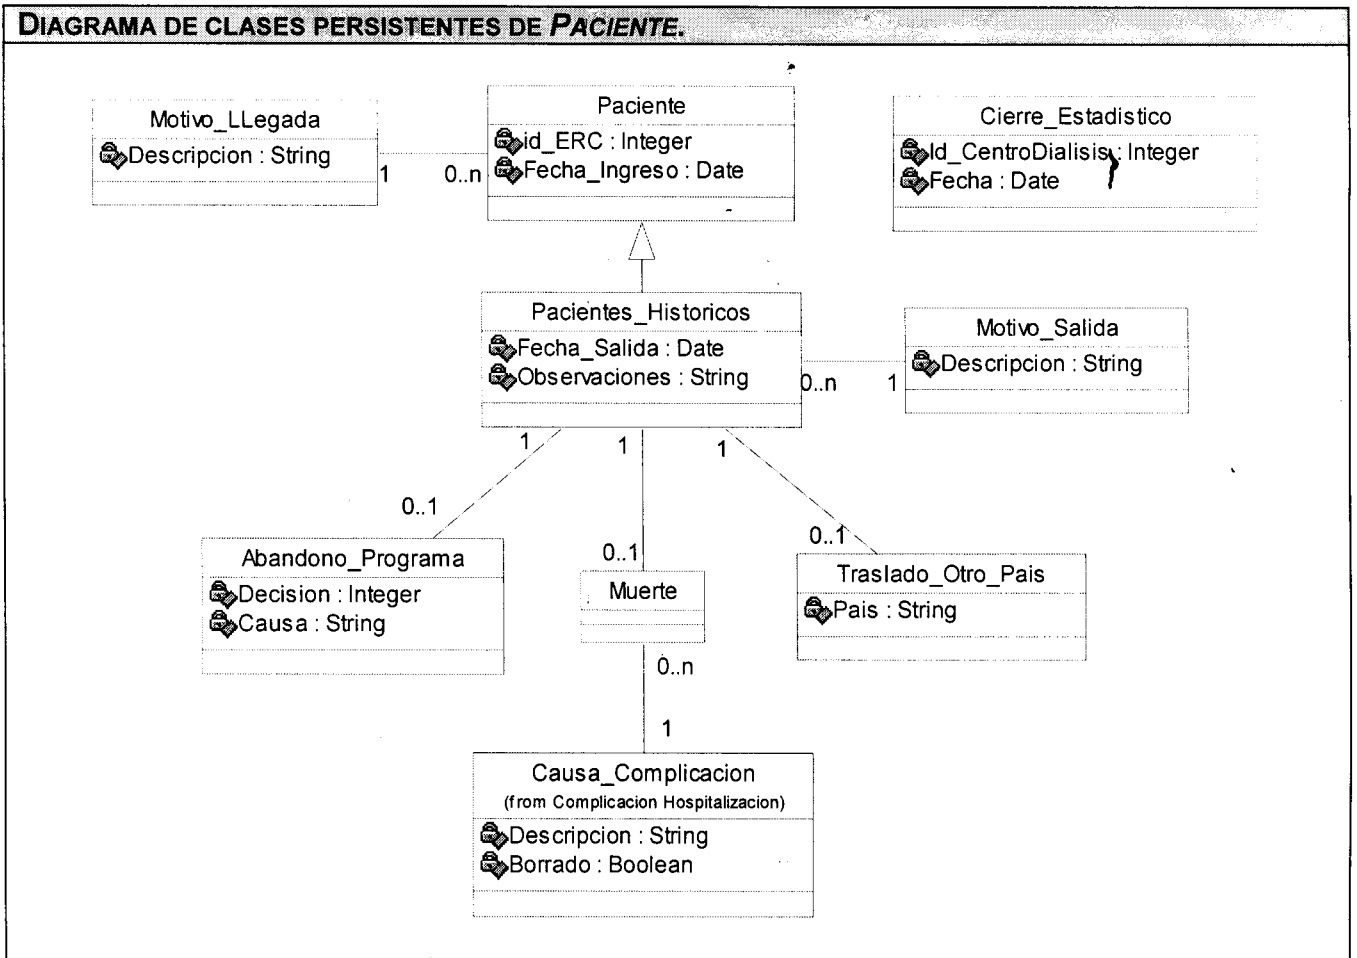 DIAGRAMA DE CLASES PERSISTENTES DE PACIENTE.
Motivo_LLegada
Descripcion : String
1
0..n
Paciente
id_ERC : Integer
Fecha_Ingreso : Date
Cierre_Estadistico
Id_CentroDialisis : Integer
Fecha : Date
Pacientes_Historicos
Fecha_Salida : Date
Observaciones : String
0..n
1
Motivo_Salida
Descripcion : String
1
1
1
0..1
0..1
0..1
Abandono_Programa
Decision : Integer
Causa : String
Muerte
Traslado_Otro_Pais
Pais : String
0..n
1
Causa_Complicacion
(from Complicacion Hospitalizacion)
Descripcion : String
Borrado : Boolean